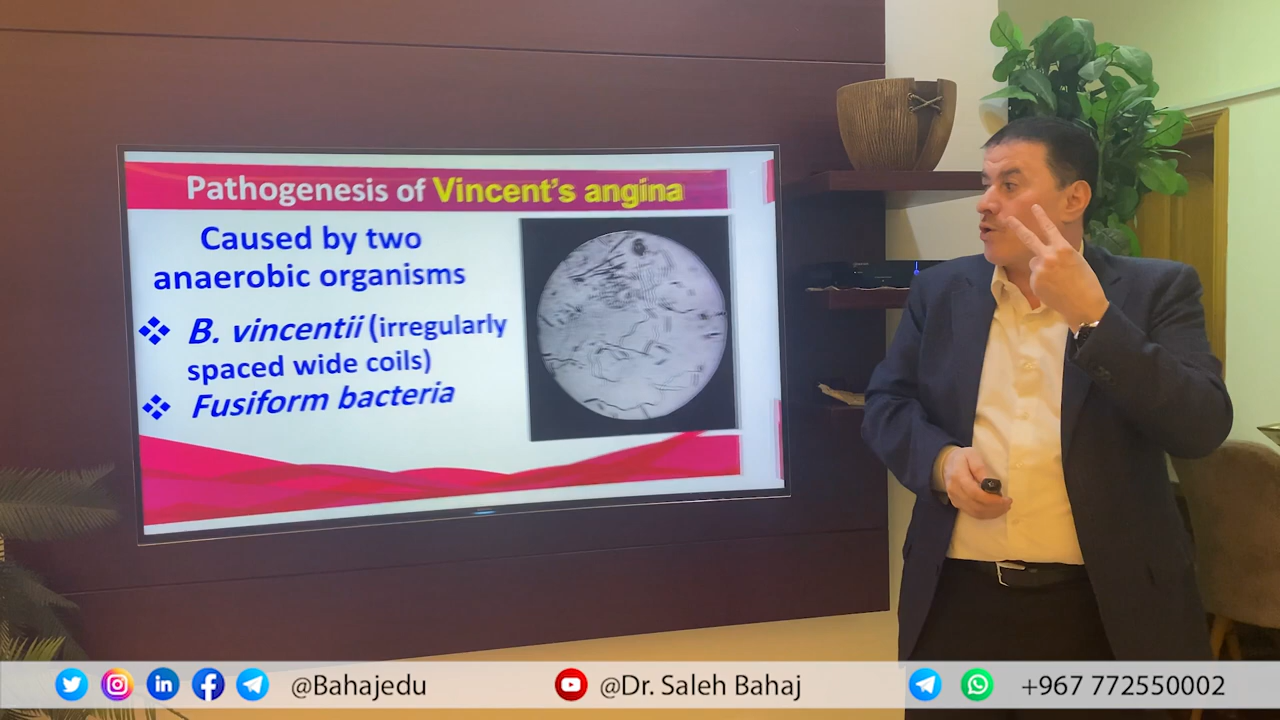 Pathogenesis of Vincent's angina
Caused by two
anaerobic organisms
❖ B. vincentii (irregularly
spaced wide coils)
❖ Fusiform bacteria
@Bahajedu
@Dr. Saleh Bahaj
+967 772550002